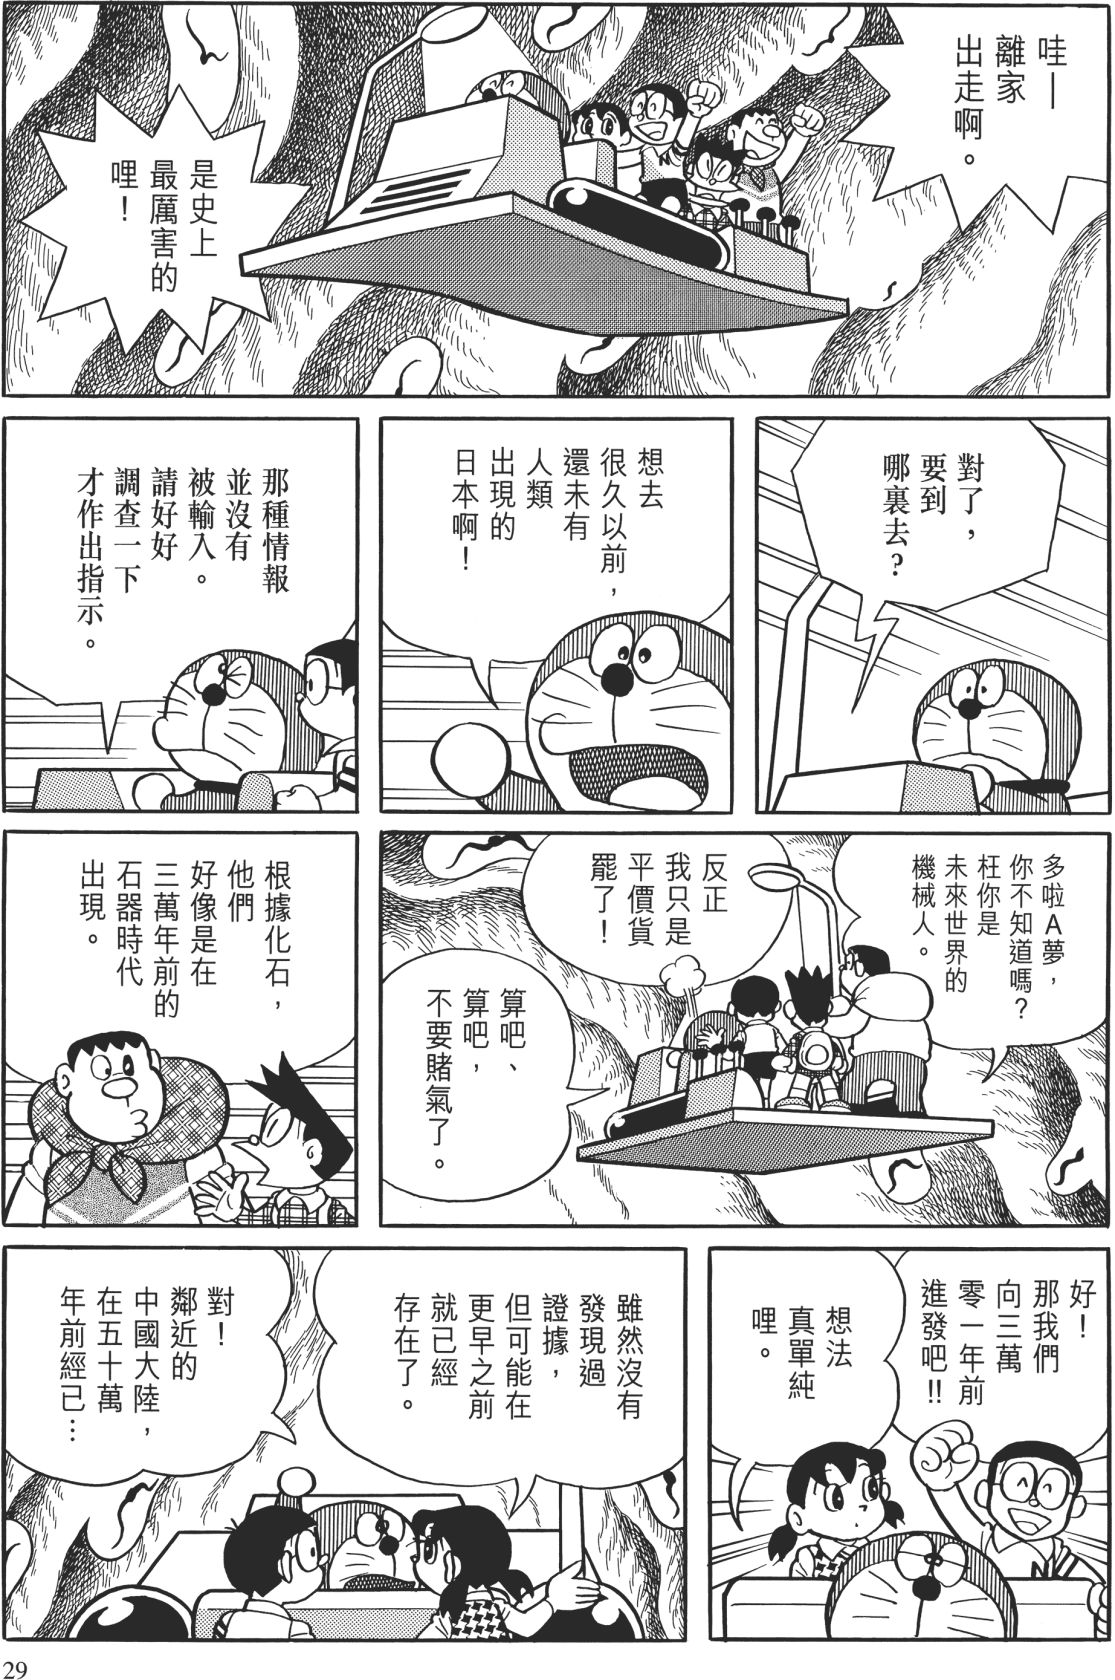 哇—
離家
出走啊。
是史上
最厲害的
哩！
對了，
要到
哪裏去？
想去
很久以前，
還未有
人類
出現的
日本啊！
那種情報
並沒有
被輸入。
請好好
調查一下
才作出指示。
多啦A夢，
你不知道嗎？
枉你是
未來世界的
機械人。
反正
我只是
平價貨
罷了！
算吧、
算吧，
不要賭氣了。
根據化石，
他們
好像是在
三萬年前的
石器時代
出現。
好！
那我們
向三萬
零一年前
進發吧!!
想法
真單純
哩。
雖然沒有
發現過
證據，
但可能在
更早之前
就已經
存在了。
對！
鄰近的
中國大陸，
在五十萬
年前經已…
29